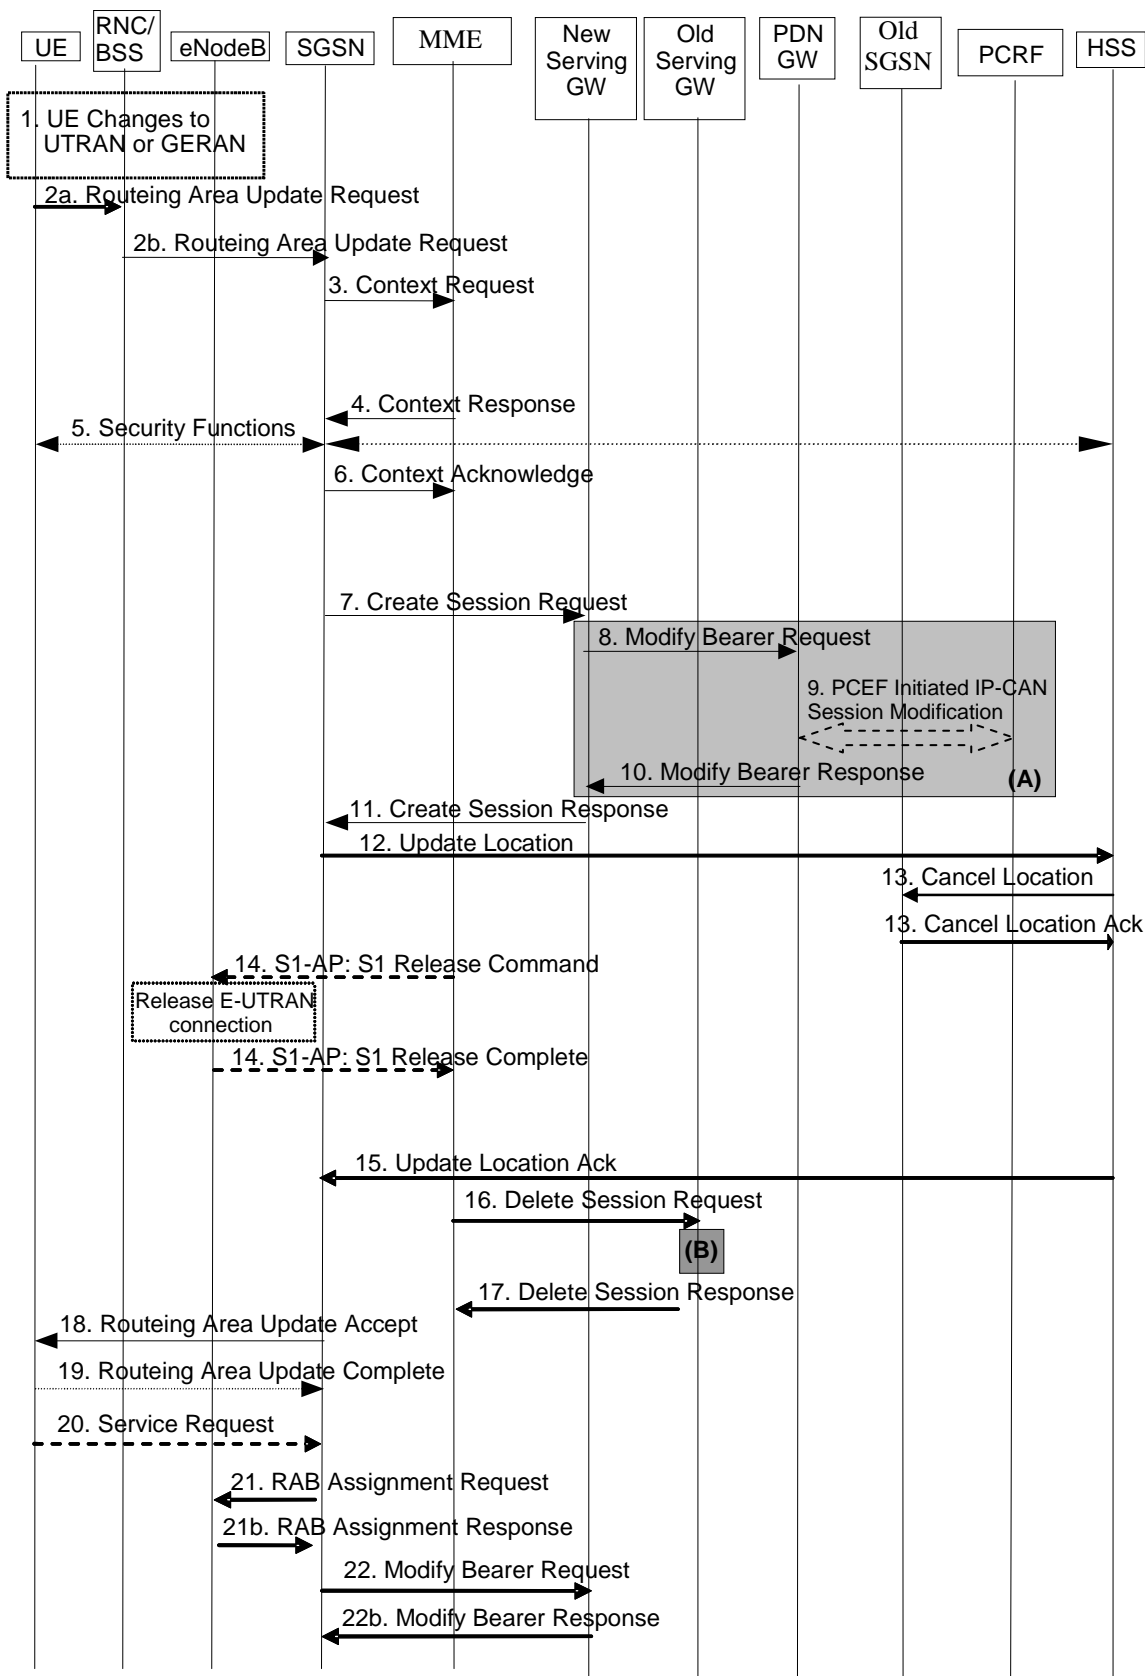 UE
RNC/
BSS
eNodeB
SGSN
MME
New
Serving
GW
Old
Serving
GW
PDN
GW
Old
SGSN
PCRF
HSS
1. UE Changes to
UTRAN or GERAN
2a. Routeing Area Update Request
2b. Routeing Area Update Request
3. Context Request
4. Context Response
5. Security Functions
6. Context Acknowledge
7. Create Session Request
8. Modify Bearer Request
9. PCEF Initiated IP-CAN
Session Modification
10. Modify Bearer Response
(A)
11. Create Session Response
12. Update Location
13. Cancel Location
13. Cancel Location Ack
14. S1-AP: S1 Release Command
Release E-UTRAN
connection
14. S1-AP: S1 Release Complete
15. Update Location Ack
16. Delete Session Request
(B)
17. Delete Session Response
18. Routeing Area Update Accept
19. Routeing Area Update Complete
20. Service Request
21. RAB Assignment Request
21b. RAB Assignment Response
22. Modify Bearer Request
22b. Modify Bearer Response